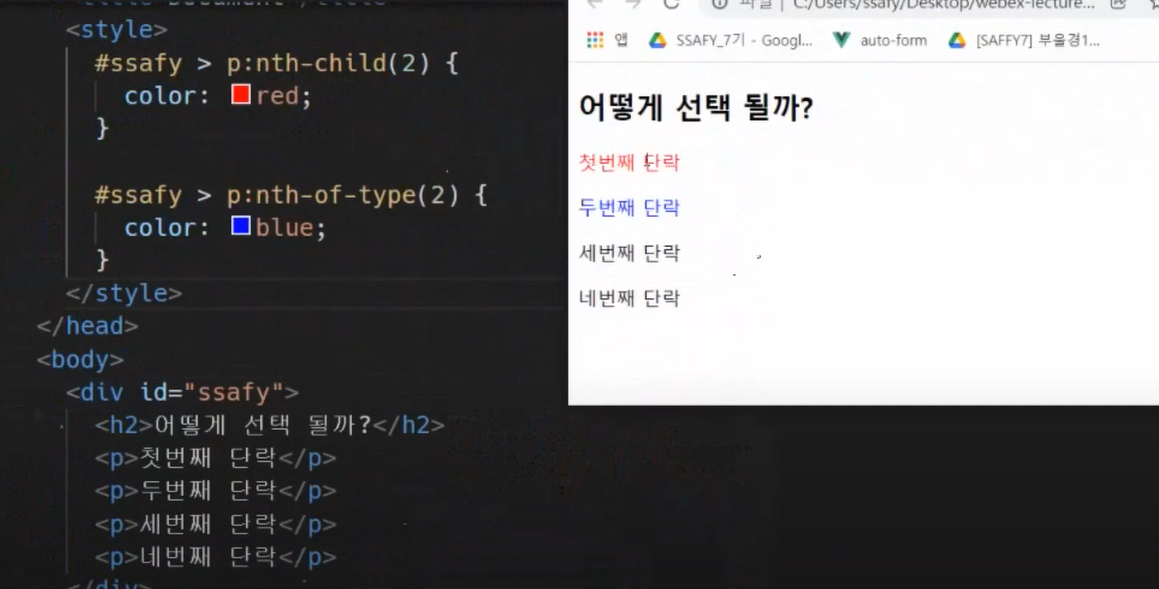 <style>
#ssafy > p:nth-child(2) {
color: red;
}
#ssafy > p:nth-of-type(2) {
color: blue;
}
</style>
</head>
<body>
<div id="ssafy">
<h2>어떻게 선택 될까?</h2>
<p>첫번째 단락</p>
<p>두번째 단락</p>
<p>세번째 단락</p>
<p>네번째 단락</p>
</div>
파일 | C:/Users/ssafy/Desktop/webex-lecture...
앱 SSAFY_7기 - Googl... auto-form [SAFFY7] 부울경1...
어떻게 선택 될까?
첫번째 단락
두번째 단락
세번째 단락
네번째 단락